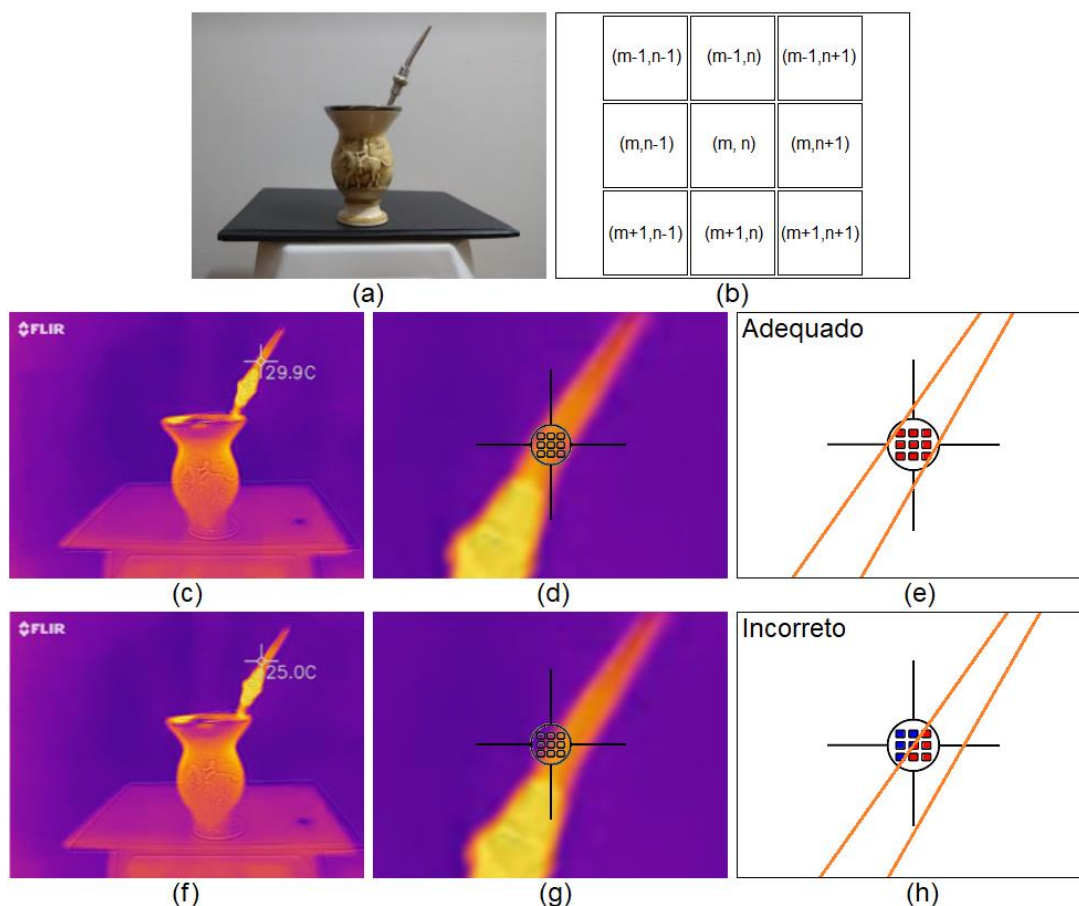 (m-1,n-1) (m-1,n) (m-1,n+1)
(m,n-1) (m, n) (m,n+1)
(m+1,n-1) (m+1,n) (m+1,n+1)
(a) (b)
FLIR
29.9C
Adequado
(c) (d) (e)
FLIR
25.0C
Incorreto
(f) (g) (h)